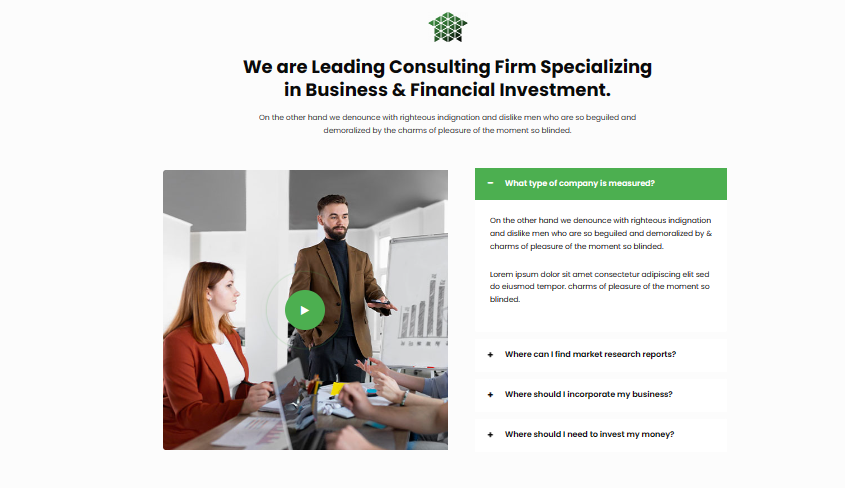 We are Leading Consulting Firm Specializing
in Business & Financial Investment.
On the other hand we denounce with righteous indignation and dislike men who are so beguiled and
demoralized by the charms of pleasure of the moment so blinded.
What type of company is measured?
On the other hand we denounce with righteous indignation
and dislike men who are so beguiled and demoralized by &
charms of pleasure of the moment so blinded.
Lorem ipsum dolor sit amet consectetur adipiscing elit sed
do eiusmod tempor. charms of pleasure of the moment so
blinded.
Where can I find market research reports?
Where should I incorporate my business?
Where should I need to invest my money?